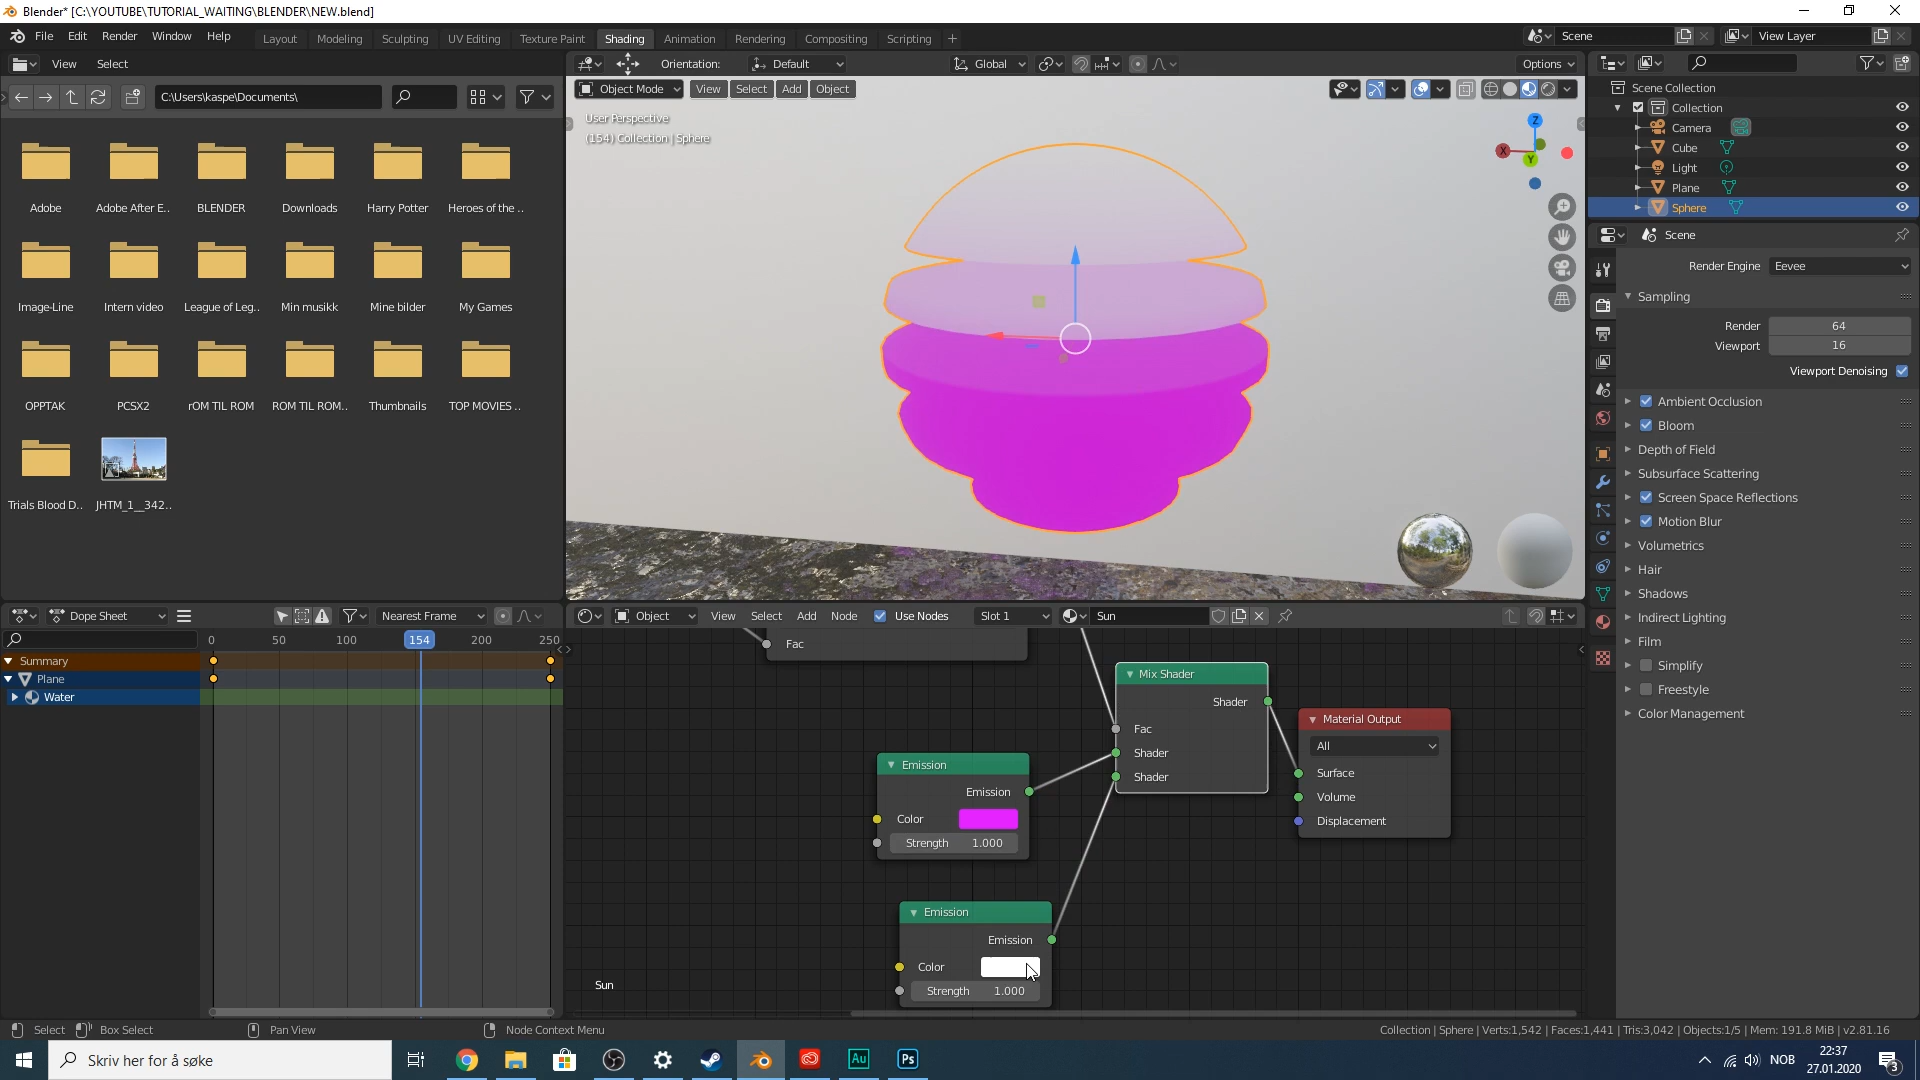 Blender* [C:\YOUTUBE\TUTORIAL_WAITING\BLENDER\NEW.blend]
File Edit Render Window Help Layout Modeling Sculpting UV Editing Texture Paint Shading Animation Rendering Compositing Scripting + Scene View Layer
View Select Orientation: Default Global Options
C:\Users\kaspe\Documents\
Object Mode View Select Add Object
User Perspective
(154) Collection | Sphere
Z
X
Y
Adobe Adobe After E.. BLENDER Downloads Harry Potter Heroes of the ..
Image-Line Intern video League of Leg.. Min musikk Mine bilder My Games
OPPTAK PCSX2 rOM TIL ROM ROM TIL ROM.. Thumbnails TOP MOVIES ..
Trials Blood D.. JHTM_1__342..
Scene Collection
Collection
Camera
Cube
Light
Plane
Sphere
Scene
Render Engine Eevee
Sampling
Render 64
Viewport 16
Viewport Denoising
Ambient Occlusion
Bloom
Depth of Field
Subsurface Scattering
Screen Space Reflections
Motion Blur
Volumetrics
Hair
Shadows
Indirect Lighting
Film
Simplify
Freestyle
Color Management
Dope Sheet Nearest Frame
0 50 100 154 200 250
Summary
Plane
Water
Object View Select Add Node Use Nodes Slot 1 Sun
Fac
Mix Shader
Shader
Fac
Shader
Shader
Material Output
All
Surface
Volume
Displacement
Emission
Emission
Color
Strength 1.000
Emission
Emission
Color
Strength 1.000
Sun
Select Box Select Pan View Node Context Menu Collection | Sphere | Verts:1,542 | Faces:1,441 | Tris:3,042 | Objects:1/5 | Mem: 191.8 MiB | v2.81.16
Skriv her for å søke Au Ps NOB 22:37
27.01.2020 3